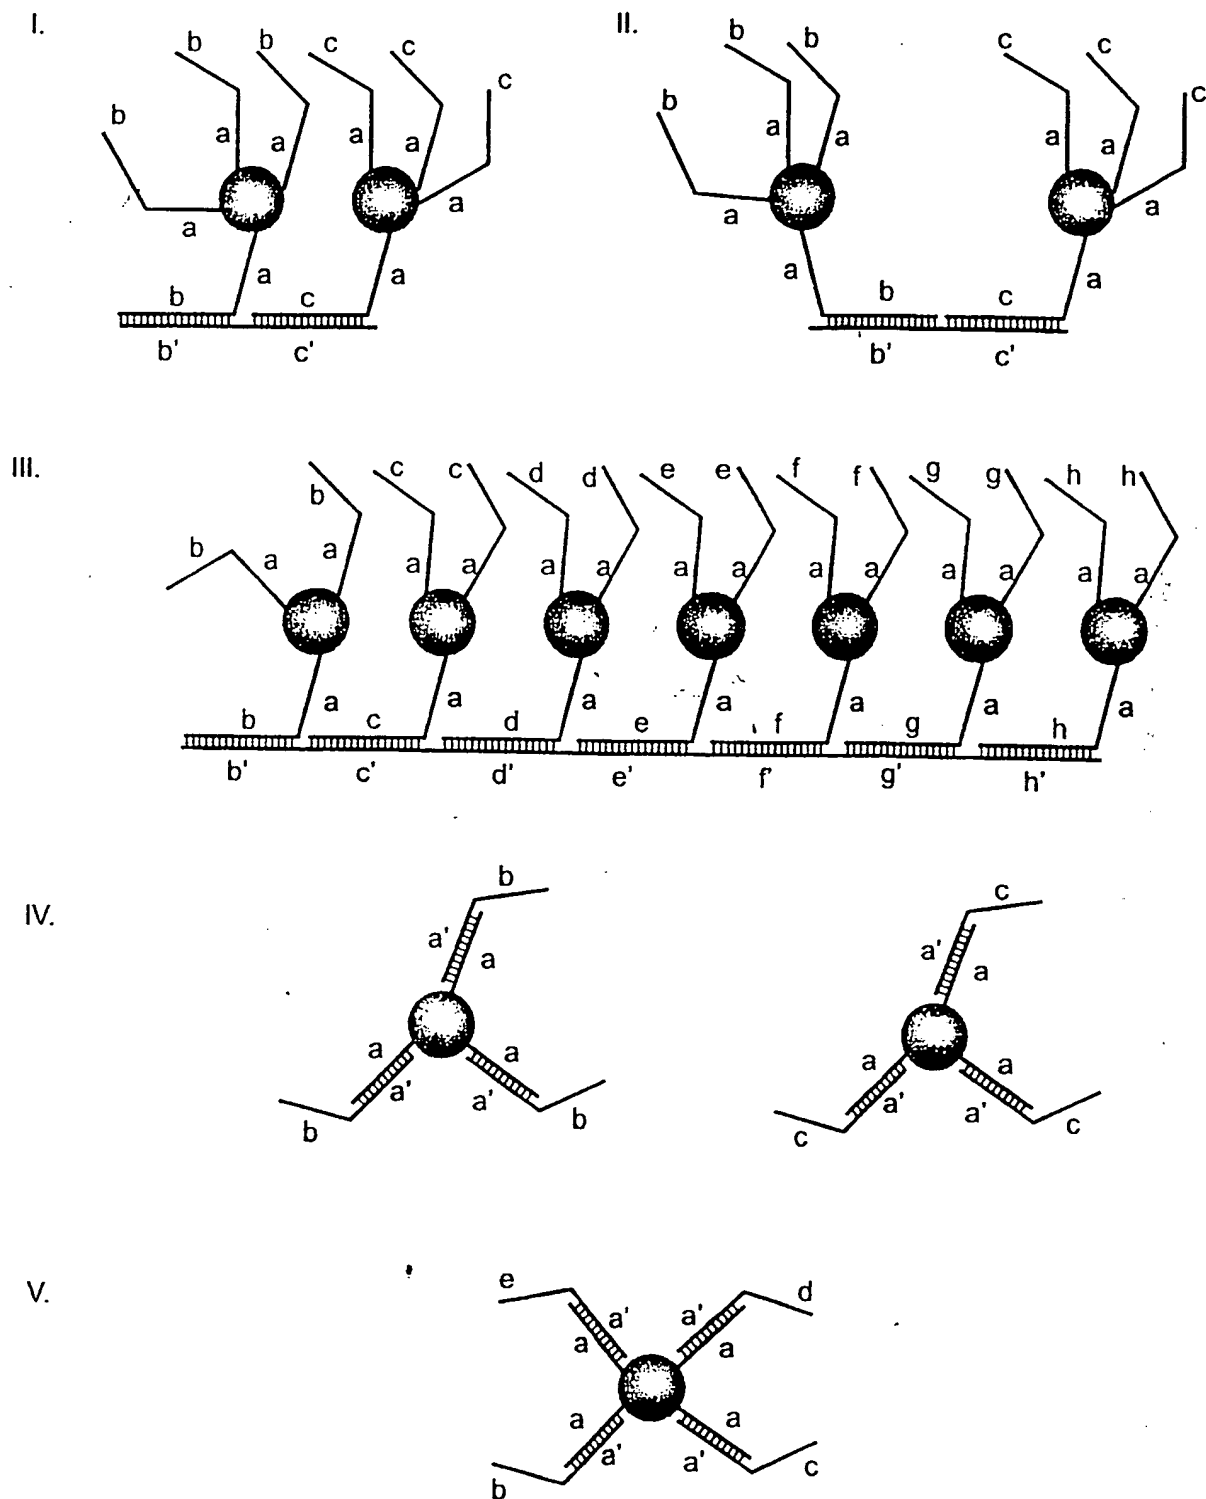 I.
b b c c c
b
a a a a
a a
a a
b c
b' c'
II.
b b c c c
b
a a a a
a a
a a
b c
b' c'
III.
b c c d d e e f f g g h h
b a a a a a a a a a a a a a a
a a a a a a a
b c d e f g h
b' c' d' e' f' g' h'
IV.
b c
a' a a' a
a a a a
a' a' a' a'
b b c c
V.
e d
a' a'
a a
a a
a' a'
b c